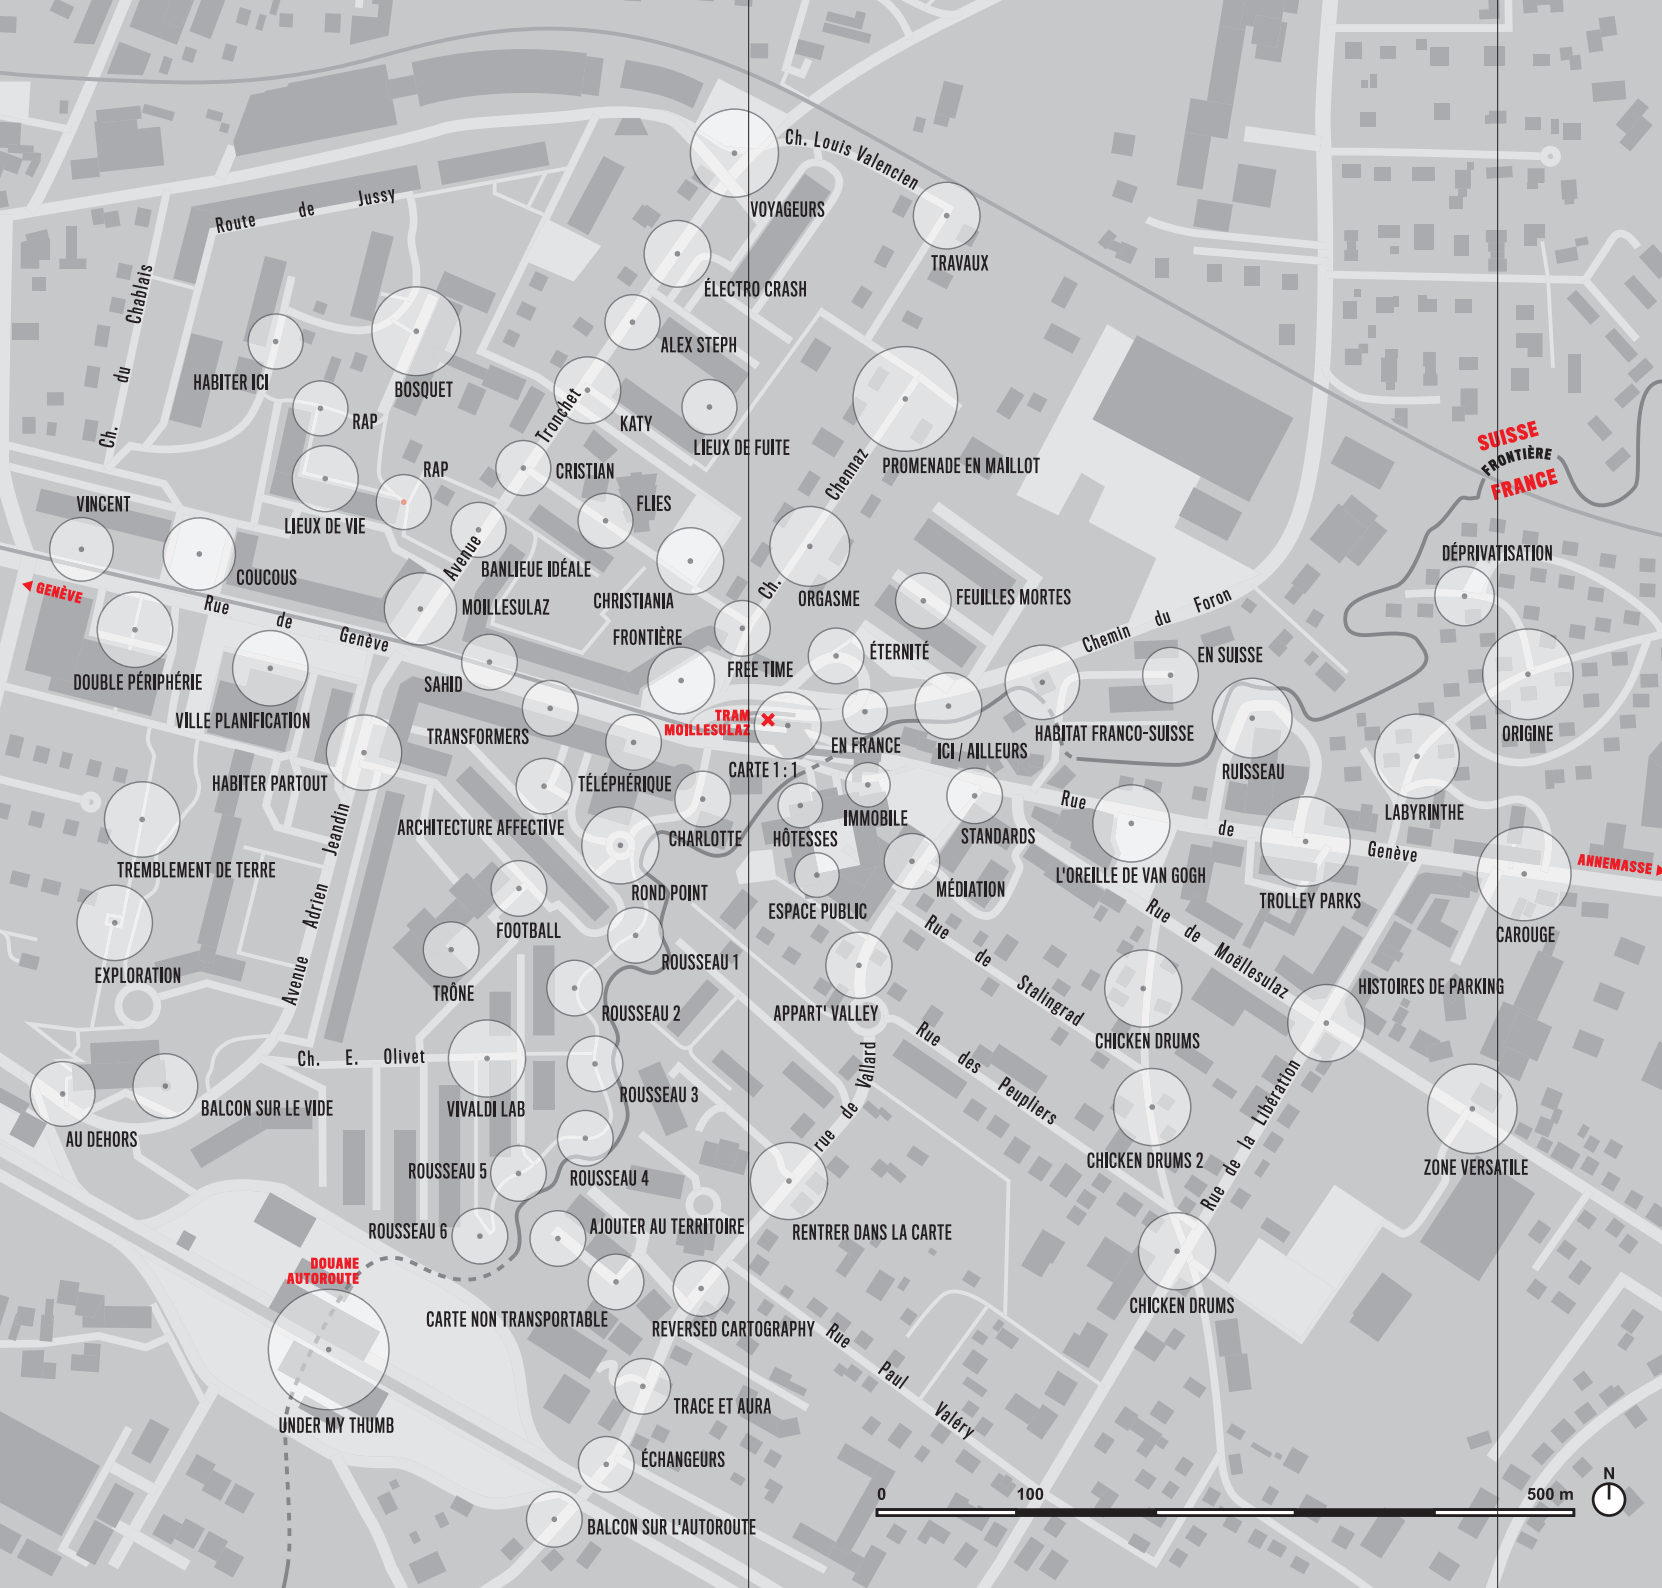 Ch. Louis Valencien
VOYAGEURS
Route de Jussy
TRAVAUX
ÉLECTRO CRASH
Ch. du Chablais
ALEX STEPH
HABITER ICI
BOSQUET
RAP
Avenue Tronchet
KATY
LIEUX DE FUITE
SUISSE
FRONTIÈRE
FRANCE
PROMENADE EN MAILLOT
RAP
CRISTIAN
Ch. Chennaz
VINCENT
FLIES
LIEUX DE VIE
DÉPRIVATISATION
COUCOUS
BANLIEUE IDÉALE
GENÈVE
Rue de Genève
MOILLESULAZ
CHRISTIANIA
ORGASME
FEUILLES MORTES
Chemin du Foron
FRONTIÈRE
ÉTERNITÉ
EN SUISSE
FREE TIME
DOUBLE PÉRIPHÉRIE
SAHID
VILLE PLANIFICATION
TRAM
MOILLESULAZ
TRANSFORMERS
EN FRANCE
ICI / AILLEURS
HABITAT FRANCO-SUISSE
ORIGINE
CARTE 1 : 1
RUISSEAU
HABITER PARTOUT
TÉLÉPHÉRIQUE
Rue de Genève
LABYRINTHE
ARCHITECTURE AFFECTIVE
CHARLOTTE
HÔTESSES
IMMOBILE
STANDARDS
Avenue Adrien Jeandin
ANNEMASSE
TREMBLEMENT DE TERRE
L'OREILLE DE VAN GOGH
MÉDIATION
ROND POINT
TROLLEY PARKS
ESPACE PUBLIC
FOOTBALL
CAROUGE
Rue de Moëllesulaz
Rue de Stalingrad
ROUSSEAU 1
EXPLORATION
TRÔNE
HISTOIRES DE PARKING
ROUSSEAU 2
APPART' VALLEY
CHICKEN DRUMS
Ch. E. Olivet
Rue des Peupliers
rue de Vallard
ROUSSEAU 3
BALCON SUR LE VIDE
VIVALDI LAB
AU DEHORS
Rue de la Libération
CHICKEN DRUMS 2
ZONE VERSATILE
ROUSSEAU 5
ROUSSEAU 4
ROUSSEAU 6
AJOUTER AU TERRITOIRE
RENTRER DANS LA CARTE
DOUANE
AUTOROUTE
CHICKEN DRUMS
CARTE NON TRANSPORTABLE
REVERSED CARTOGRAPHY
Rue Paul Valéry
TRACE ET AURA
UNDER MY THUMB
ÉCHANGEURS
N
0 100 500 m
BALCON SUR L'AUTOROUTE